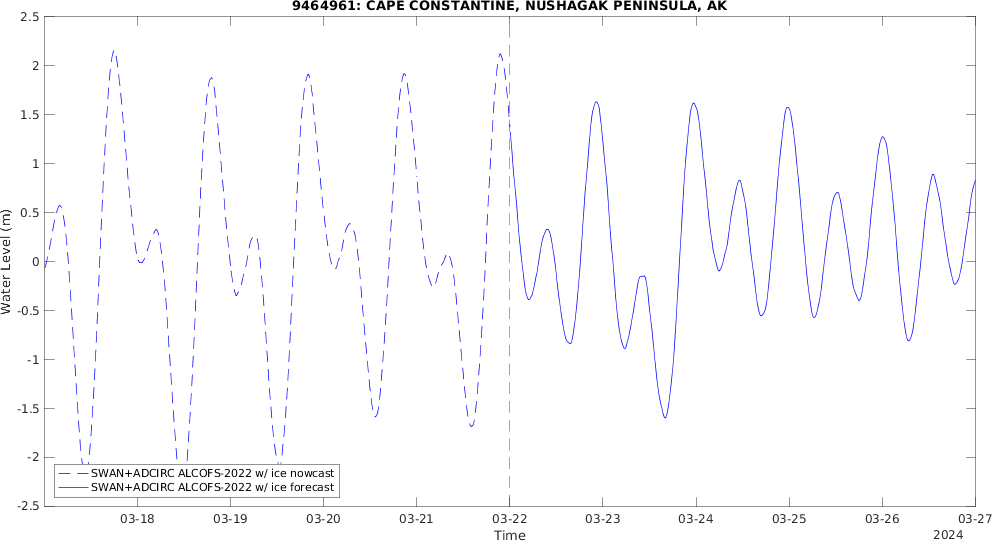 9464961: CAPE CONSTANTINE, NUSHAGAK PENINSULA, AK
2.5
2
1.5
1
0.5
0
-0.5
-1
-1.5
-2
-2.5
Water Level (m)
SWAN+ADCIRC ALCOFS-2022 w/ ice nowcast
SWAN+ADCIRC ALCOFS-2022 w/ ice forecast
03-18 03-19 03-20 03-21 03-22 03-23 03-24 03-25 03-26 03-27
Time
2024